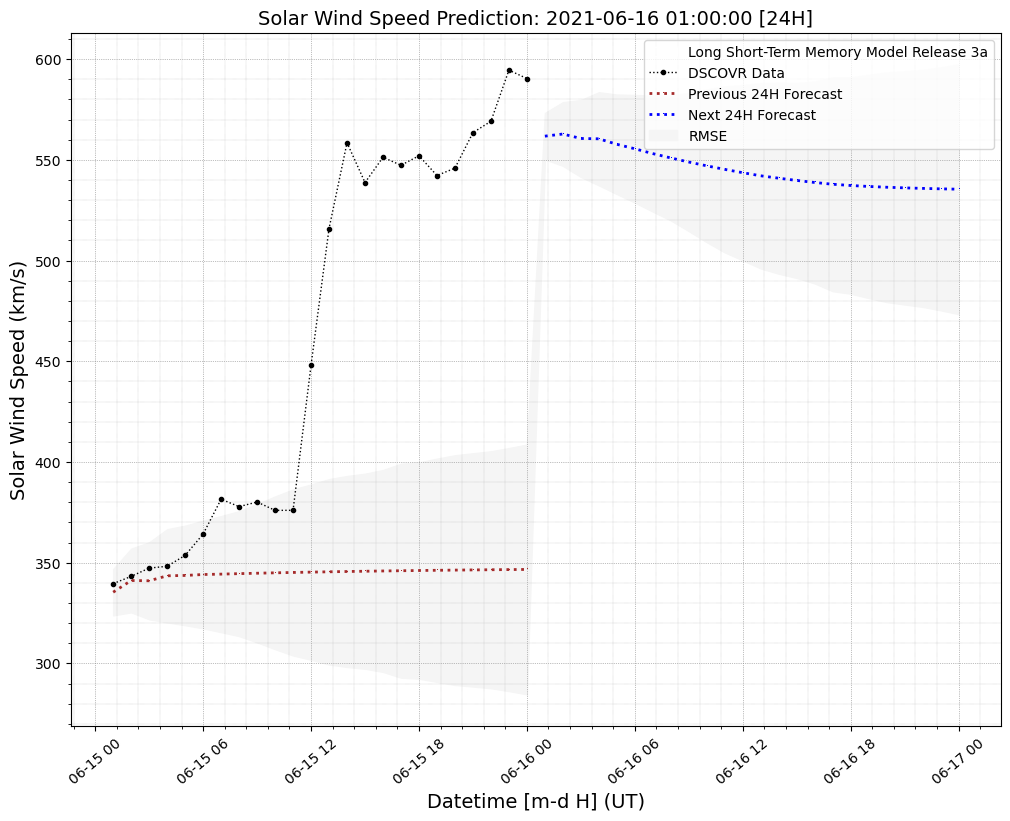 Solar Wind Speed Prediction: 2021-06-16 01:00:00 [24H]
Long Short-Term Memory Model Release 3a
DSCOVR Data
Previous 24H Forecast
Next 24H Forecast
RMSE
Solar Wind Speed (km/s)
600
550
500
450
400
350
300
06-15 00
06-15 06
06-15 12
06-15 18
06-16 00
06-16 06
06-16 12
06-16 18
06-17 00
Datetime [m-d H] (UT)